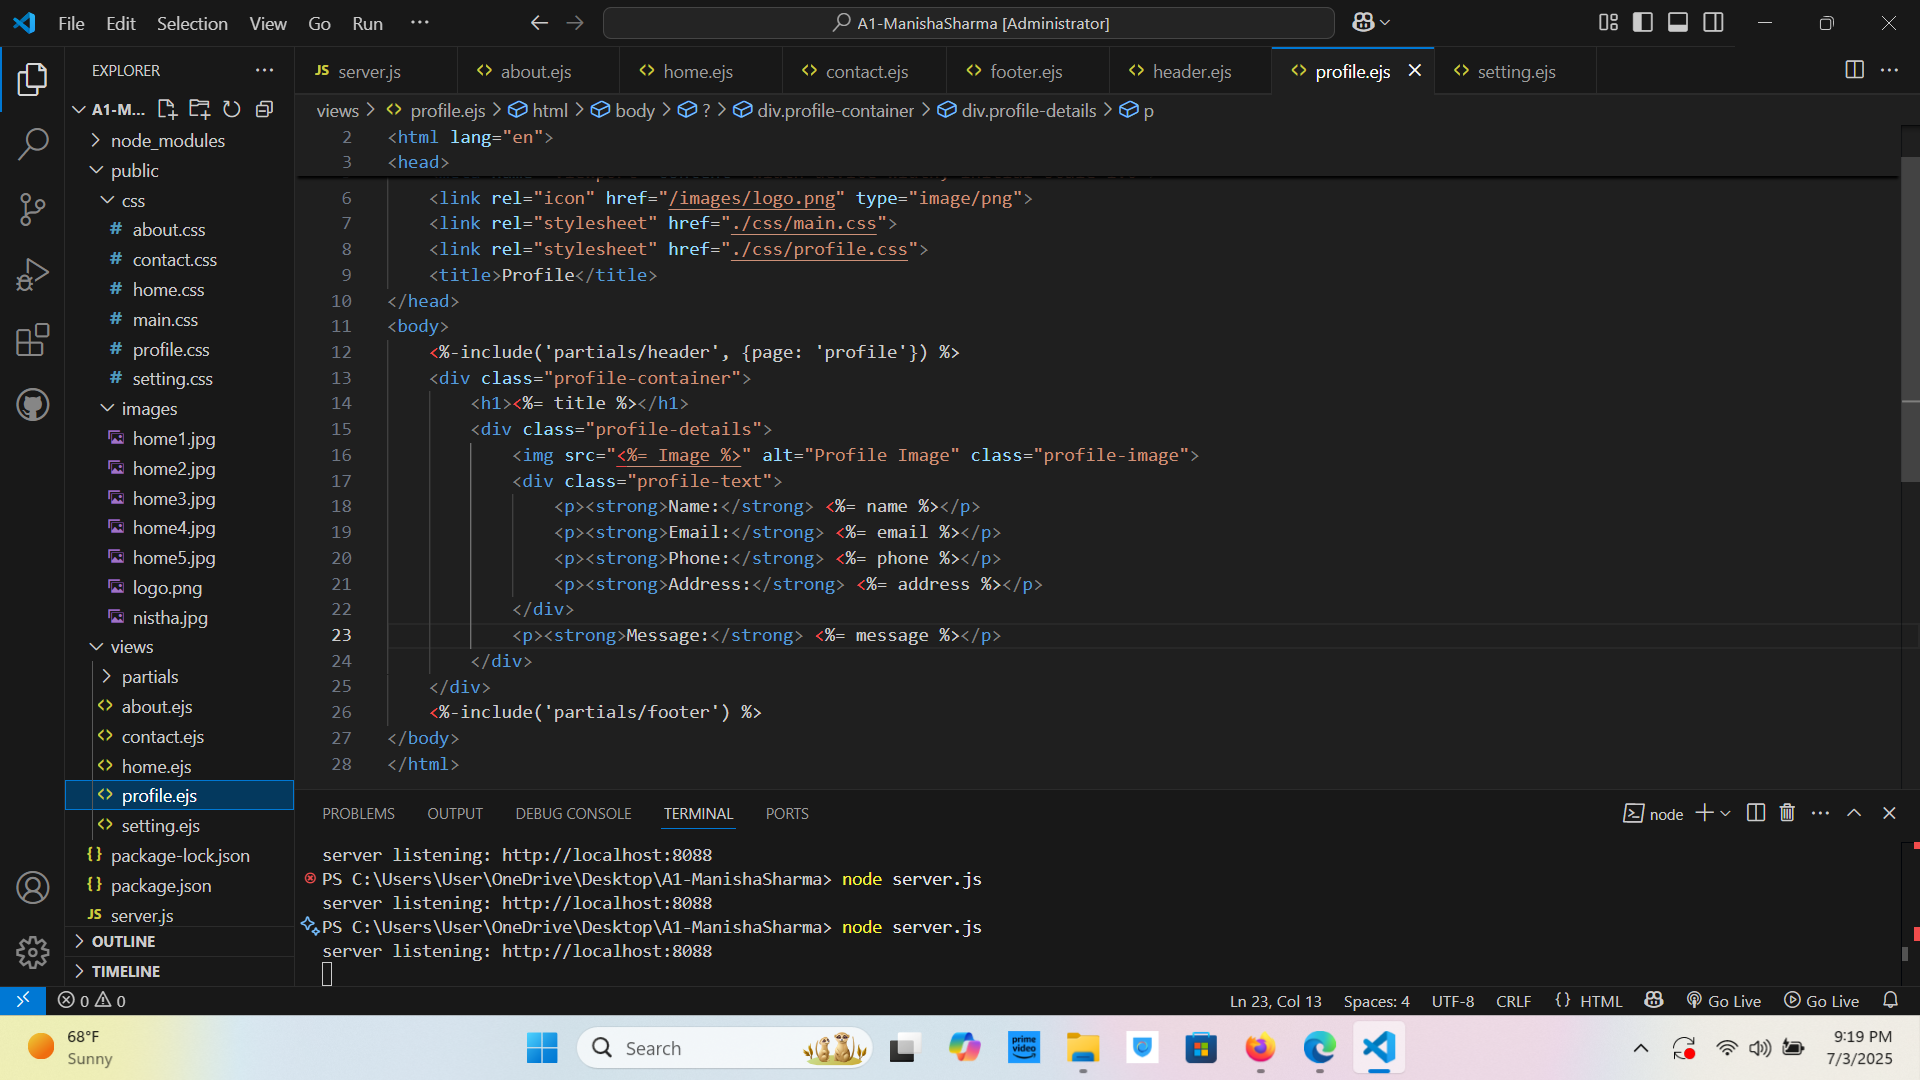 File Edit Selection View Go Run ··· A1-ManishaSharma [Administrator]
EXPLORER ···
server.js about.ejs home.ejs contact.ejs footer.ejs header.ejs profile.ejs setting.ejs ···
A1-M...
node_modules
public
css
about.css
contact.css
home.css
main.css
profile.css
setting.css
images
home1.jpg
home2.jpg
home3.jpg
home4.jpg
home5.jpg
logo.png
nistha.jpg
views
partials
about.ejs
contact.ejs
home.ejs
profile.ejs
setting.ejs
package-lock.json
package.json
JS server.js
OUTLINE
TIMELINE
views > profile.ejs > html > body > ? > div.profile-container > div.profile-details > p
2 <html lang="en">
3 <head>
6 <link rel="icon" href="/images/logo.png" type="image/png">
7 <link rel="stylesheet" href="./css/main.css">
8 <link rel="stylesheet" href="./css/profile.css">
9 <title>Profile</title>
10 </head>
11 <body>
12 <%-include('partials/header', {page: 'profile'}) %>
13 <div class="profile-container">
14 <h1><%= title %></h1>
15 <div class="profile-details">
16 <img src="<%= Image %>" alt="Profile Image" class="profile-image">
17 <div class="profile-text">
18 <p><strong>Name:</strong> <%= name %></p>
19 <p><strong>Email:</strong> <%= email %></p>
20 <p><strong>Phone:</strong> <%= phone %></p>
21 <p><strong>Address:</strong> <%= address %></p>
22 </div>
23 <p><strong>Message:</strong> <%= message %></p>
24 </div>
25 </div>
26 <%-include('partials/footer') %>
27 </body>
28 </html>
PROBLEMS OUTPUT DEBUG CONSOLE TERMINAL PORTS node ···
server listening: http://localhost:8088
PS C:\Users\User\OneDrive\Desktop\A1-ManishaSharma> node server.js
server listening: http://localhost:8088
PS C:\Users\User\OneDrive\Desktop\A1-ManishaSharma> node server.js
server listening: http://localhost:8088
0 0 Ln 23, Col 13 Spaces: 4 UTF-8 CRLF {} HTML Go Live Go Live
68°F
Sunny
Search
prime video
9:19 PM
7/3/2025